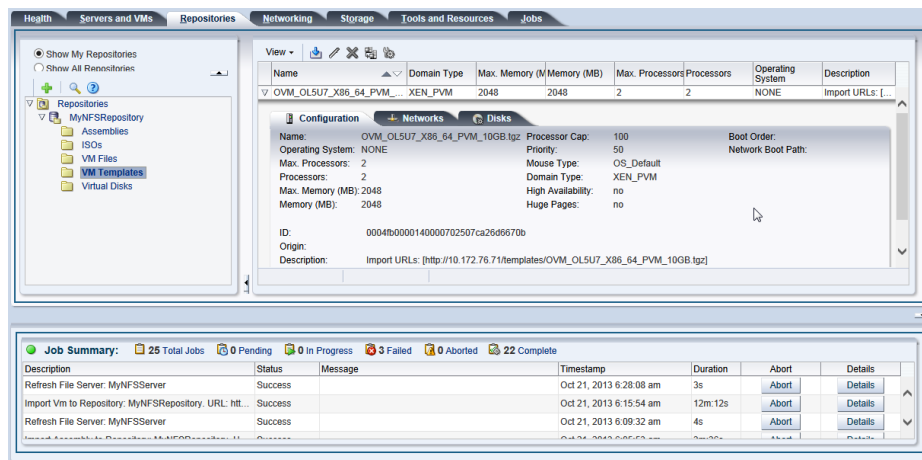 Health Servers and VMs Repositories Networking Storage Tools and Resources Jobs
Show My Repositories
Show All Repositories
Repositories
MyNFSRepository
Assemblies
ISOs
VM Files
VM Templates
Virtual Disks
View
Name Domain Type Max. Memory (M Memory (MB) Max. Processors Processors Operating System Description
OVM_OL5U7_X86_64_PVM_... XEN_PVM 2048 2048 2 2 NONE Import URLs: [...
Configuration Networks Disks
Name: OVM_OL5U7_X86_64_PVM_10GB.tgz Processor Cap: 100 Boot Order:
Operating System: NONE Priority: 50 Network Boot Path:
Max. Processors: 2 Mouse Type: OS_Default
Processors: 2 Domain Type: XEN_PVM
Max. Memory (MB): 2048 High Availability: no
Memory (MB): 2048 Huge Pages: no
ID: 0004fb0000140000702507ca26d6670b
Origin:
Description: Import URLs: [http://10.172.76.71/templates/OVM_OL5U7_X86_64_PVM_10GB.tgz]
Job Summary: 25 Total Jobs 0 Pending 0 In Progress 3 Failed 0 Aborted 22 Complete
Description Status Message Timestamp Duration Abort Details
Refresh File Server: MyNFSServer Success Oct 21, 2013 6:28:08 am 3s Abort Details
Import Vm to Repository: MyNFSRepository. URL: htt... Success Oct 21, 2013 6:15:54 am 12m:12s Abort Details
Refresh File Server: MyNFSServer Success Oct 21, 2013 6:09:32 am 4s Abort Details